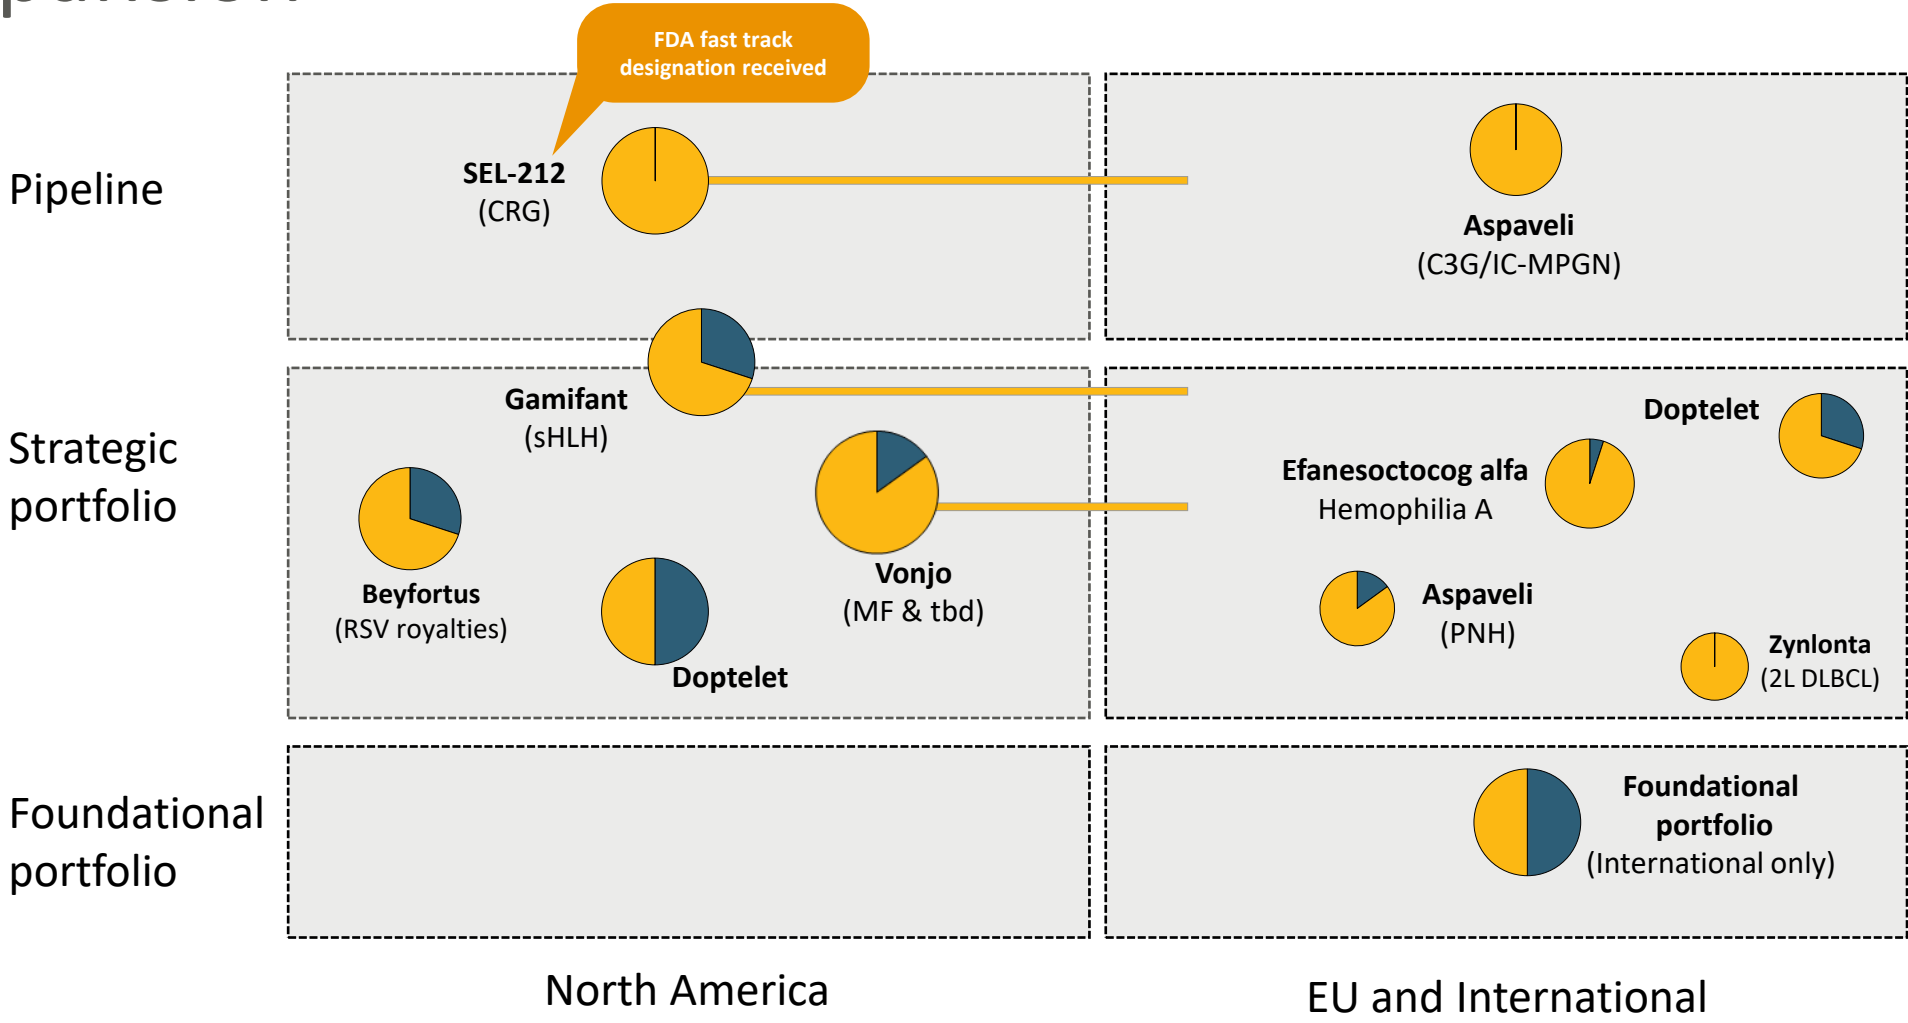 FDA fast track
designation received
Pipeline
SEL-212
(CRG)
Aspaveli
(C3G/IC-MPGN)
Strategic
portfolio
Gamifant
(sHLH)
Beyfortus
(RSV royalties)
Doptelet
Vonjo
(MF & tbd)
Doptelet
Efanesoctocog alfa
Hemophilia A
Aspaveli
(PNH)
Zynlonta
(2L DLBCL)
Foundational
portfolio
Foundational
portfolio
(International only)
North America
EU and International